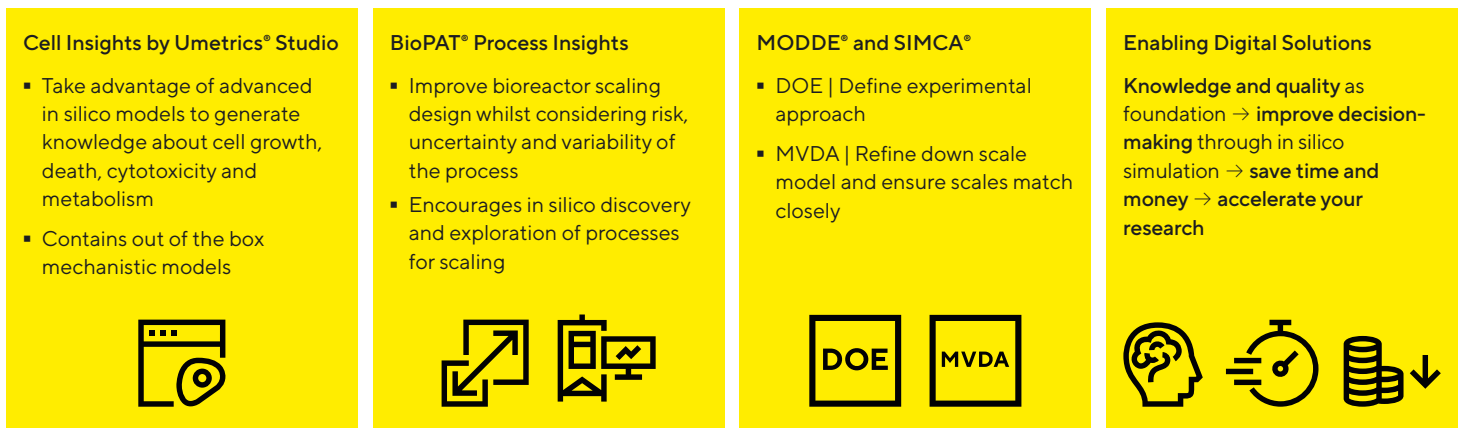 Cell Insights by Umetrics® Studio
▪ Take advantage of advanced
in silico models to generate
knowledge about cell growth,
death, cytotoxicity and
metabolism
▪ Contains out of the box
mechanistic models
BioPAT® Process Insights
▪ Improve bioreactor scaling
design whilst considering risk,
uncertainty and variability of
the process
▪ Encourages in silico discovery
and exploration of processes
for scaling
MODDE® and SIMCA®
▪ DOE | Define experimental
approach
▪ MVDA | Refine down scale
model and ensure scales match
closely
DOE
MVDA
Enabling Digital Solutions
Knowledge and quality as
foundation → improve decision-
making through in silico
simulation → save time and
money → accelerate your
research